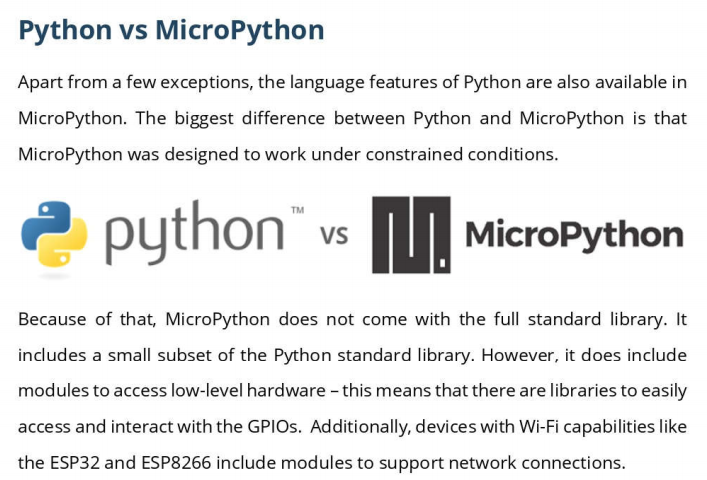 Python vs MicroPython
Apart from a few exceptions, the language features of Python are also available in
MicroPython. The biggest difference between Python and MicroPython is that
MicroPython was designed to work under constrained conditions.
python™ vs MicroPython
Because of that, MicroPython does not come with the full standard library. It
includes a small subset of the Python standard library. However, it does include
modules to access low-level hardware – this means that there are libraries to easily
access and interact with the GPIOs.  Additionally, devices with Wi-Fi capabilities like
the ESP32 and ESP8266 include modules to support network connections.